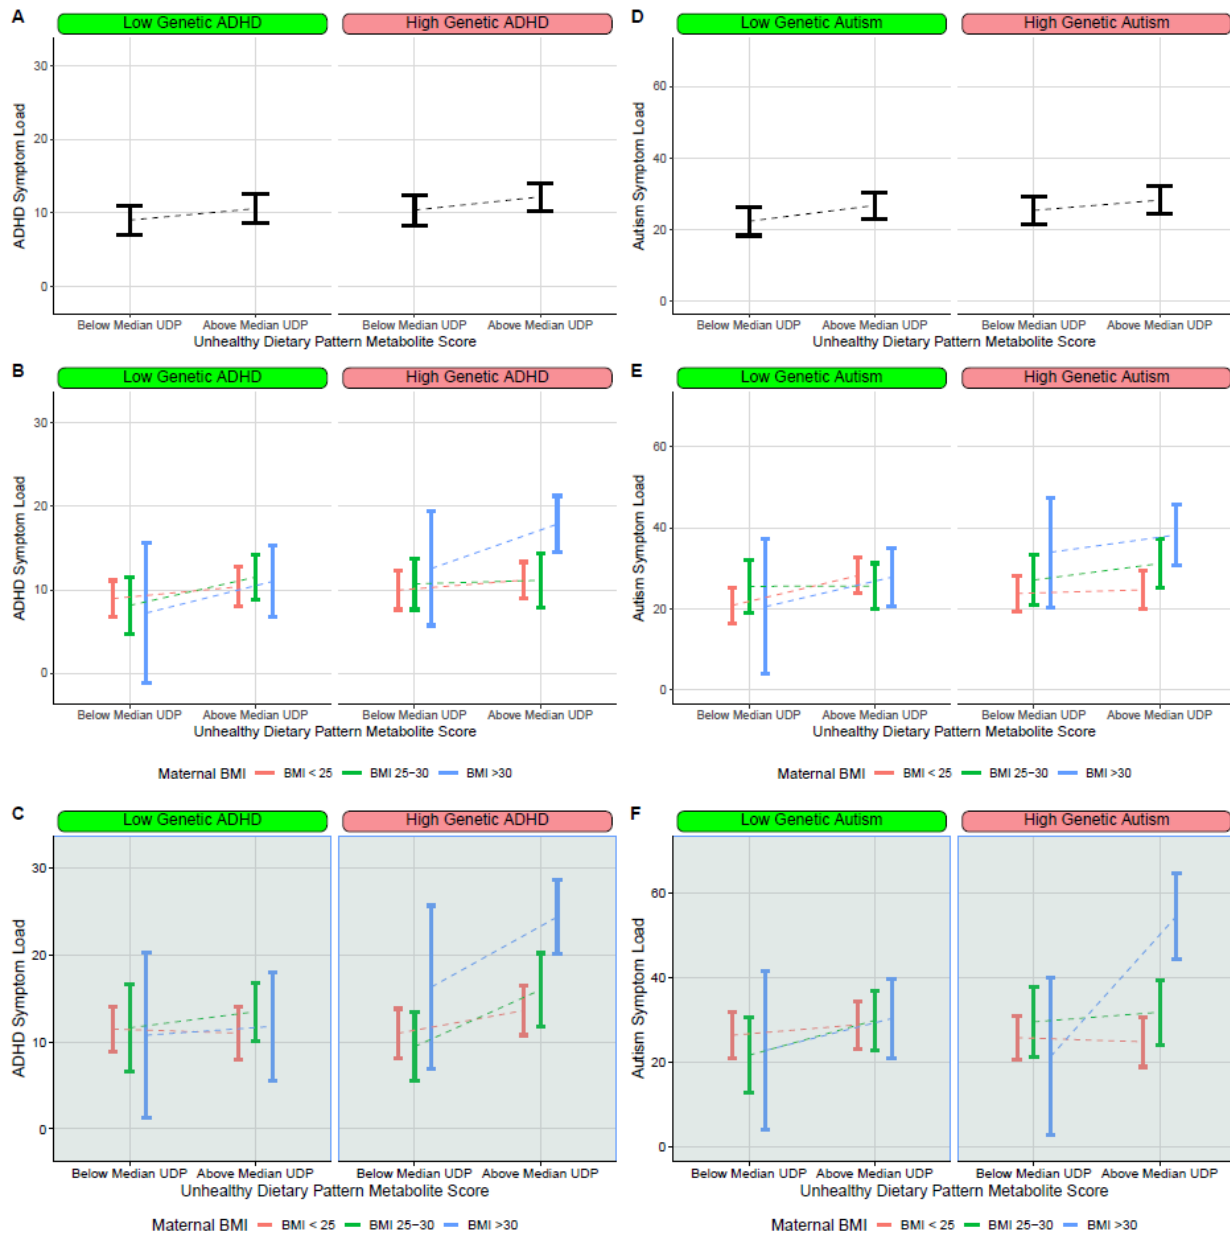 A
Low Genetic ADHD
High Genetic ADHD
ADHD Symptom Load
30
20
10
0
Below Median UDP
Above Median UDP
Below Median UDP
Above Median UDP
Unhealthy Dietary Pattern Metabolite Score
D
Low Genetic Autism
High Genetic Autism
Autism Symptom Load
60
40
20
0
Below Median UDP
Above Median UDP
Below Median UDP
Above Median UDP
Unhealthy Dietary Pattern Metabolite Score
B
Low Genetic ADHD
High Genetic ADHD
ADHD Symptom Load
30
20
10
0
Below Median UDP
Above Median UDP
Below Median UDP
Above Median UDP
Unhealthy Dietary Pattern Metabolite Score
Maternal BMI BMI < 25 BMI 25-30 BMI >30
E
Low Genetic Autism
High Genetic Autism
Autism Symptom Load
60
40
20
0
Below Median UDP
Above Median UDP
Below Median UDP
Above Median UDP
Unhealthy Dietary Pattern Metabolite Score
Maternal BMI BMI < 25 BMI 25-30 BMI >30
C
Low Genetic ADHD
High Genetic ADHD
ADHD Symptom Load
30
20
10
0
Below Median UDP
Above Median UDP
Below Median UDP
Above Median UDP
Unhealthy Dietary Pattern Metabolite Score
Maternal BMI BMI < 25 BMI 25-30 BMI >30
F
Low Genetic Autism
High Genetic Autism
Autism Symptom Load
60
40
20
0
Below Median UDP
Above Median UDP
Below Median UDP
Above Median UDP
Unhealthy Dietary Pattern Metabolite Score
Maternal BMI BMI < 25 BMI 25-30 BMI >30